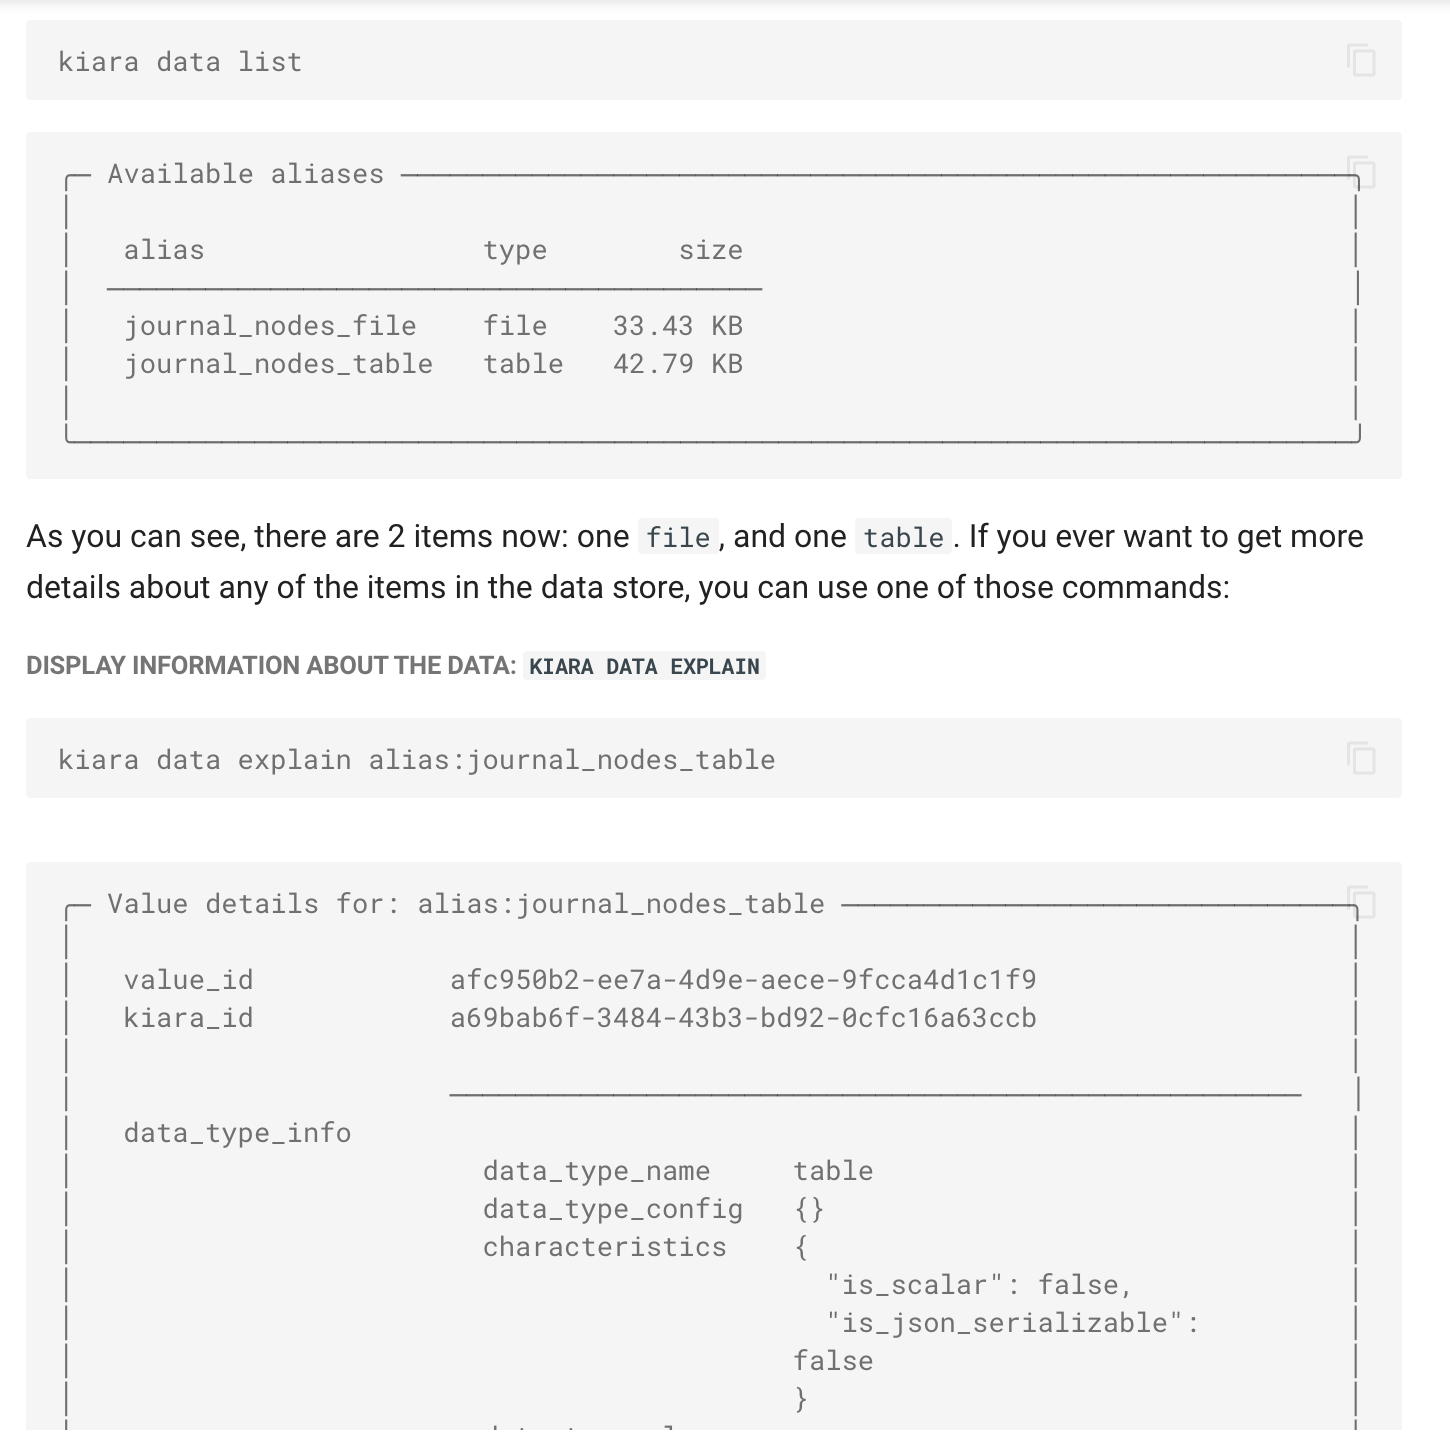 kiara data list
Available aliases
alias type size
journal_nodes_file file 33.43 KB
journal_nodes_table table 42.79 KB
As you can see, there are 2 items now: one file, and one table. If you ever want to get more
details about any of the items in the data store, you can use one of those commands:
DISPLAY INFORMATION ABOUT THE DATA: KIARA DATA EXPLAIN
kiara data explain alias:journal_nodes_table
Value details for: alias:journal_nodes_table
value_id afc950b2-ee7a-4d9e-aece-9fcca4d1c1f9
kiara_id a69bab6f-3484-43b3-bd92-0cfc16a63ccb
data_type_info
data_type_name table
data_type_config {}
characteristics {
"is_scalar": false,
"is_json_serializable":
false
}